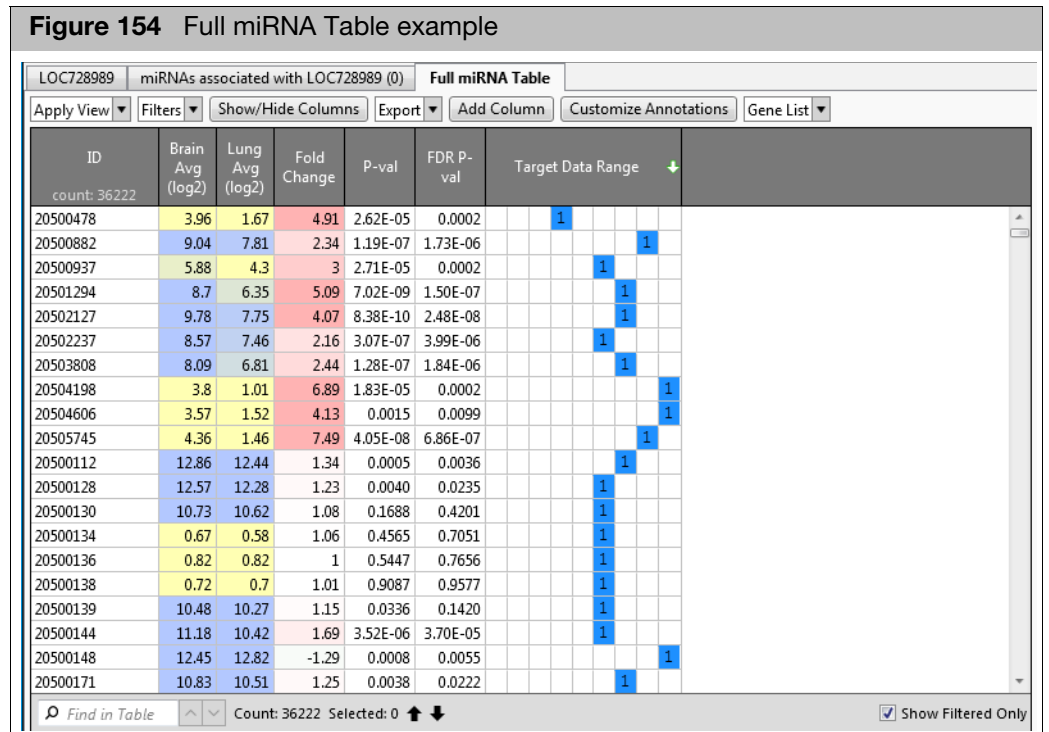 Figure 154 Full miRNA Table example
LOC728989 miRNAs associated with LOC728989 (0) Full miRNA Table
Apply View Filters Show/Hide Columns Export Add Column Customize Annotations Gene List
ID count: 36222 Brain Avg (log2) Lung Avg (log2) Fold Change P-val FDR P-val Target Data Range
20500478 3.96 1.67 4.91 2.62E-05 0.0002 1
20500882 9.04 7.81 2.34 1.19E-07 1.73E-06 1
20500937 5.88 4.3 3 2.71E-05 0.0002 1
20501294 8.7 6.35 5.09 7.02E-09 1.50E-07 1
20502127 9.78 7.75 4.07 8.38E-10 2.48E-08 1
20502237 8.57 7.46 2.16 3.07E-07 3.99E-06 1
20503808 8.09 6.81 2.44 1.28E-07 1.84E-06 1
20504198 3.8 1.01 6.89 1.83E-05 0.0002 1
20504606 3.57 1.52 4.13 0.0015 0.0099 1
20505745 4.36 1.46 7.49 4.05E-08 6.86E-07 1
20500112 12.86 12.44 1.34 0.0005 0.0036 1
20500128 12.57 12.28 1.23 0.0040 0.0235 1
20500130 10.73 10.62 1.08 0.1688 0.4201 1
20500134 0.67 0.58 1.06 0.4565 0.7051 1
20500136 0.82 0.82 1 0.5447 0.7656 1
20500138 0.72 0.7 1.01 0.9087 0.9577 1
20500139 10.48 10.27 1.15 0.0336 0.1420 1
20500144 11.18 10.42 1.69 3.52E-06 3.70E-05 1
20500148 12.45 12.82 -1.29 0.0008 0.0055 1
20500171 10.83 10.51 1.25 0.0038 0.0222 1
Find in Table Count: 36222 Selected: 0 Show Filtered Only